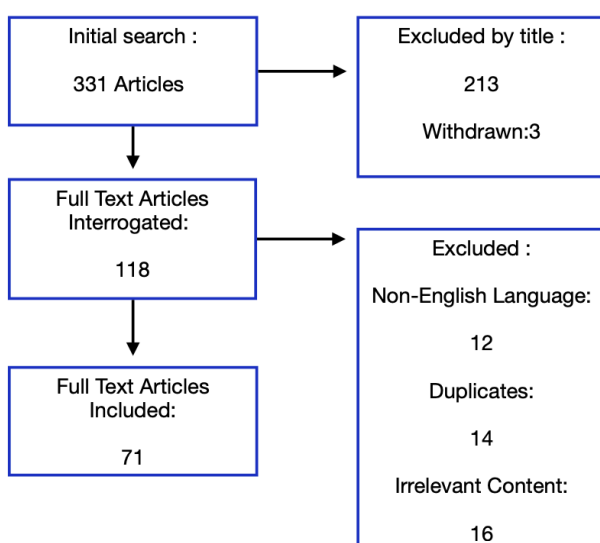 Initial search :
331 Articles
Excluded by title :
213
Withdrawn:3
Full Text Articles
Interrogated:
118
Excluded :
Non-English Language:
12
Duplicates:
14
Irrelevant Content:
16
Full Text Articles
Included:
71